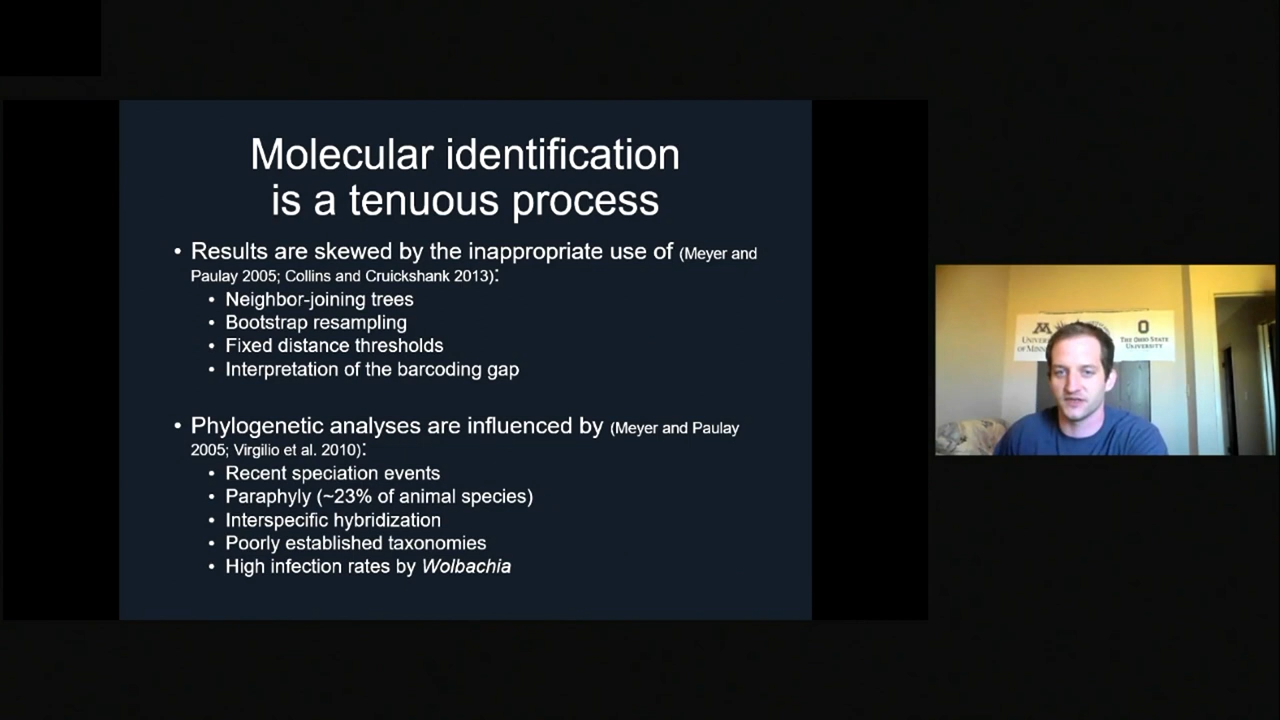 Molecular identification
is a tenuous process
• Results are skewed by the inappropriate use of (Meyer and
Paulay 2005; Collins and Cruickshank 2013):
• Neighbor-joining trees
• Bootstrap resampling
• Fixed distance thresholds
• Interpretation of the barcoding gap
• Phylogenetic analyses are influenced by (Meyer and Paulay
2005; Virgilio et al. 2010):
• Recent speciation events
• Paraphyly (~23% of animal species)
• Interspecific hybridization
• Poorly established taxonomies
• High infection rates by Wolbachia
M
O
THE OHIO STATE
UNIVERSITY